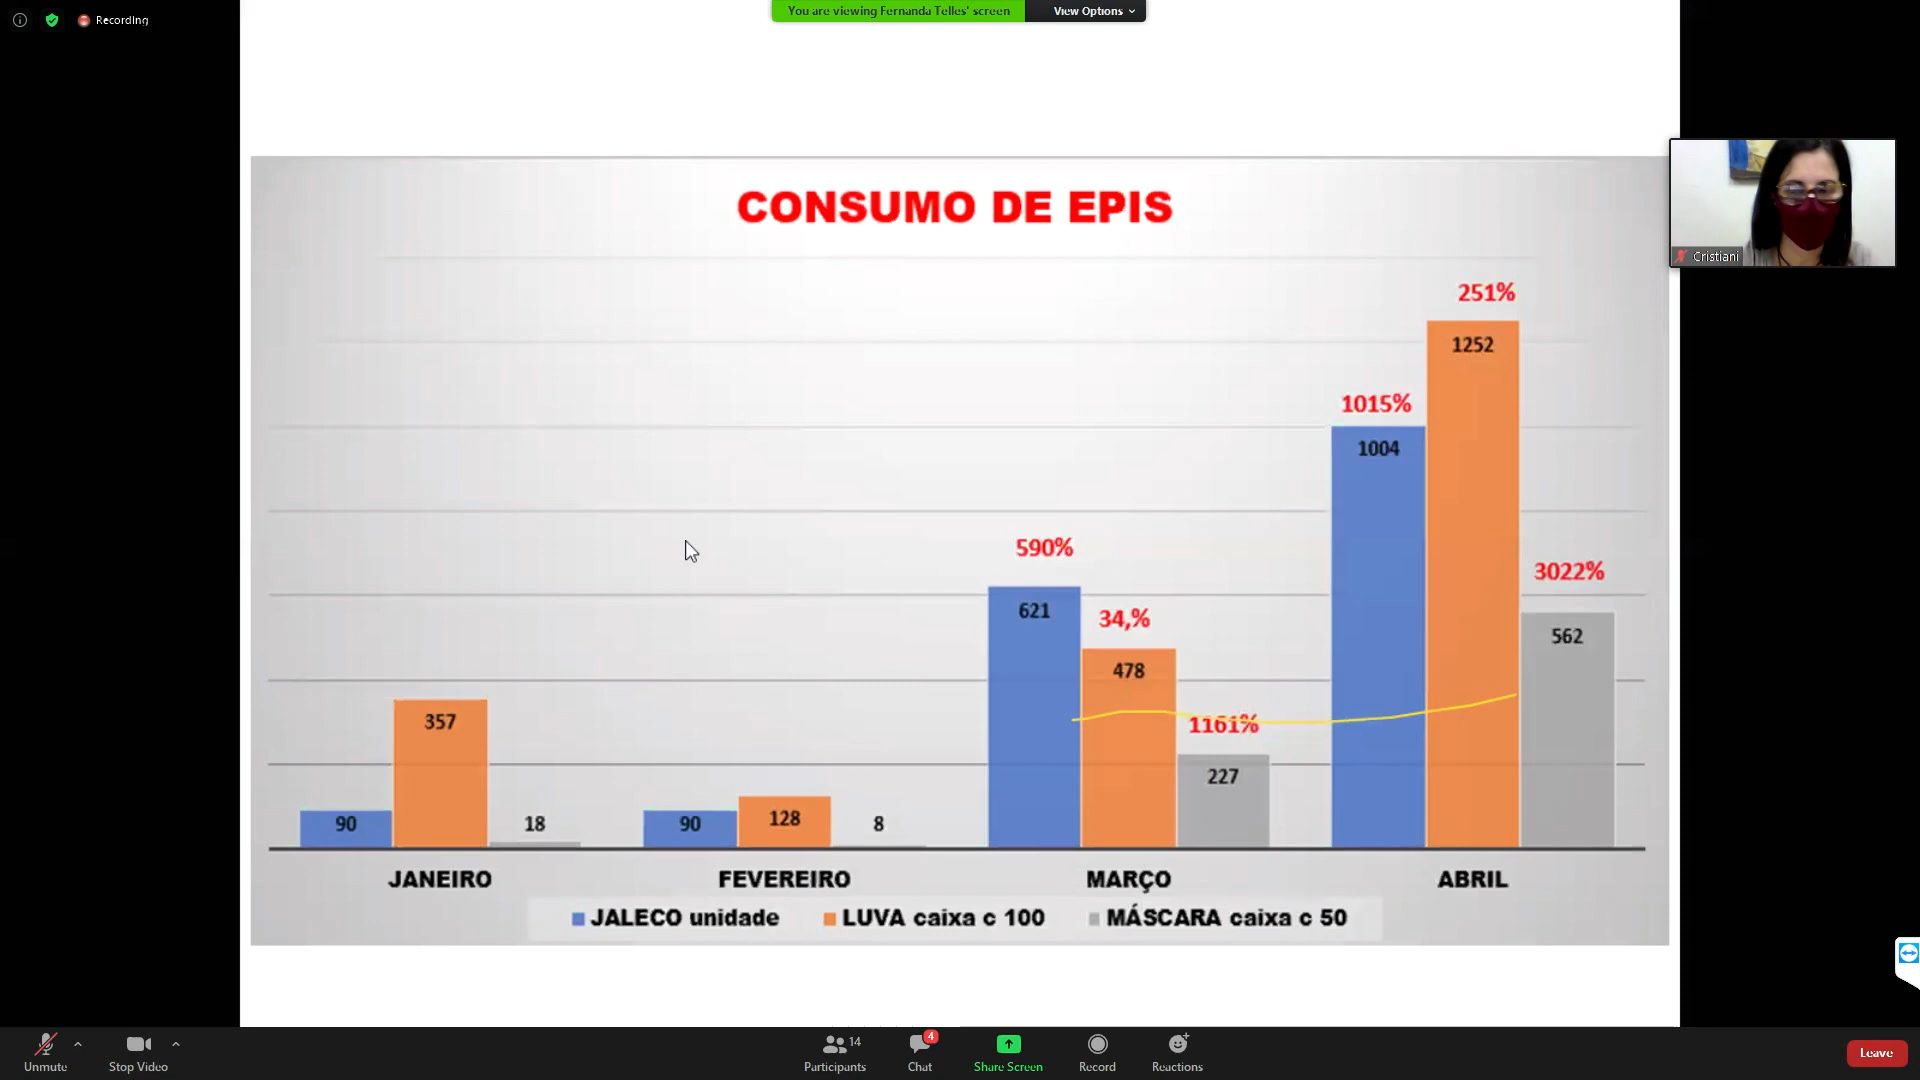 Recording
You are viewing Fernanda Telles' screen
View Options
Cristiani
CONSUMO DE EPIS
251%
1252
1015%
1004
590%
3022%
621
34,%
562
478
357
1161%
227
90
18
90
128
8
JANEIRO
FEVEREIRO
MARÇO
ABRIL
JALECO unidade
LUVA caixa c 100
MÁSCARA caixa c 50
14
4
Unmute
Stop Video
Participants
Chat
Share Screen
Record
Reactions
Leave